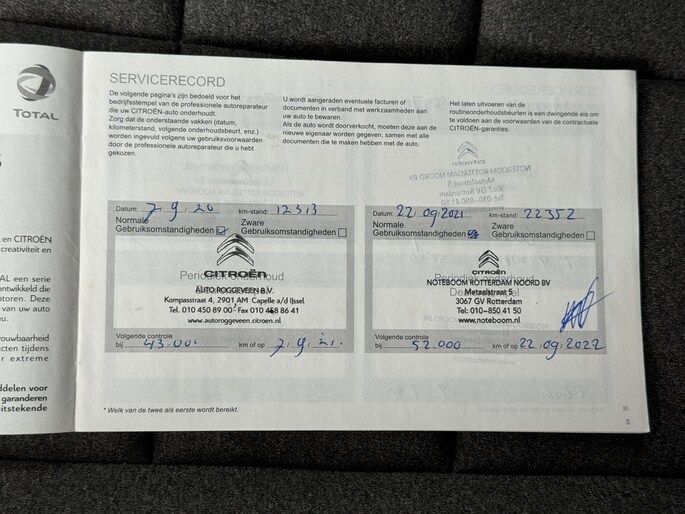 TOTAL
en CITROËN
creativiteit en
AL een serie
ontwikkeld die
otoren. Deze
van uw auto
eu.
rouwbaarheid
cten tijdens
r extreme
ddelen voor
garanderen
uitstekende
SERVICERECORD
De volgende pagina's zijn bedoeld voor het
bedrijfsstempel van de professionele autoreparateur
die uw CITROËN-auto onderhoudt.
Zorg dat de onderstaande vakken (datum,
kilometerstand, volgende onderhoudsbeurt, enz.)
worden ingevuld volgens uw gebruiksvoorwaarden
door de professionele autoreparateur die u hebt
gekozen.
U wordt aangeraden eventuele facturen of
documenten in verband met werkzaamheden aan
uw auto te bewaren.
Als de auto wordt doorverkocht, moeten deze aan de
nieuwe eigenaar worden gegeven, samen met alle
documenten die te maken hebben met de auto.
Het laten uitvoeren van de
routineonderhoudsbeurten is een dwingende eis om
te voldoen aan de voorwaarden van de contractuele
CITROËN-garanties.
Datum: 7.9.20 km-stand: 12313
Normale Zware
Gebruiksomstandigheden Gebruiksomstandigheden
CITROËN
Periodiek onderhoud
AUTO ROGGEVEEN B.V.
Kompasstraat 4, 2901 AM Capelle a/d IJssel
Tel. 010 450 89 00 · Fax 010 458 86 41
www.autoroggeveen.citroen.nl
Volgende controle
bij 43.000 km of op 7.9.21.
Datum: 22.09.2021 km-stand: 22352
Normale Zware
Gebruiksomstandigheden Gebruiksomstandigheden
CITROËN
Periodiek onderhoud
NOTEBOOM ROTTERDAM NOORD BV
Metaalstraat 5
3067 GV Rotterdam
Tel: 010-850 41 50
www.noteboom.nl
Volgende controle
bij 52.000 km of op 22.09.2022
* Welk van de twee als eerste wordt bereikt.